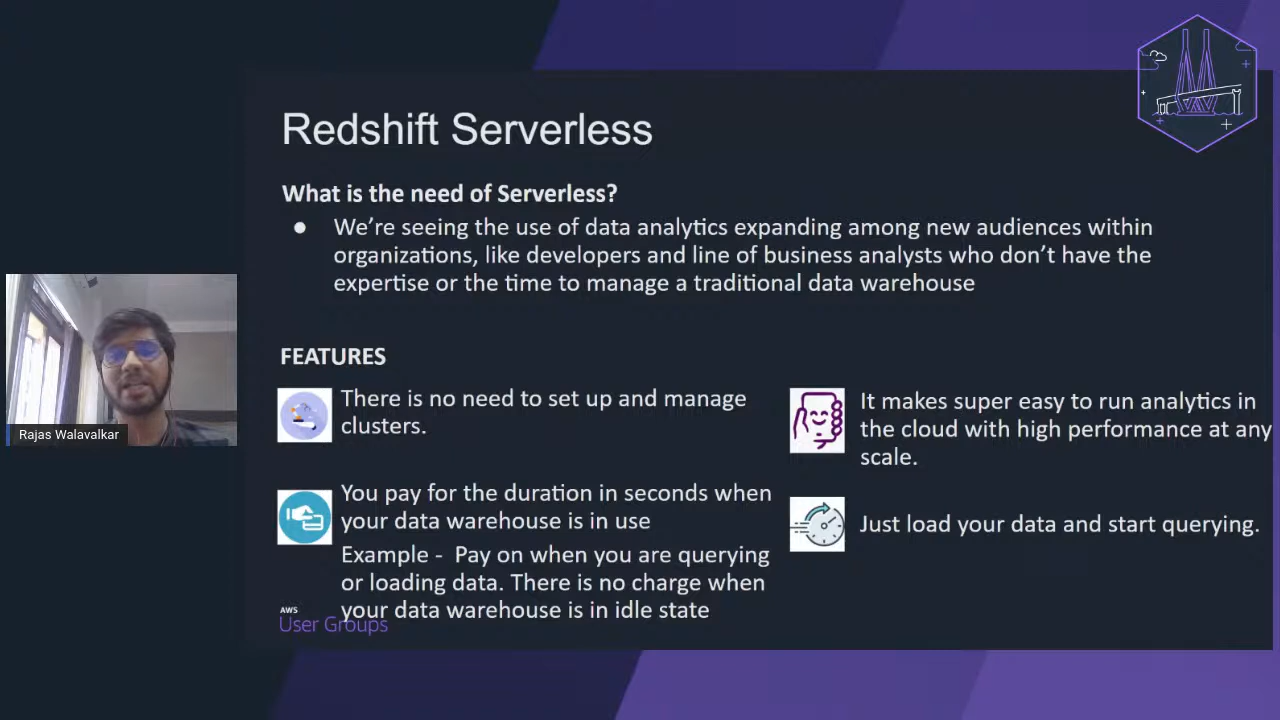 Redshift Serverless
What is the need of Serverless?
● We're seeing the use of data analytics expanding among new audiences within
organizations, like developers and line of business analysts who don't have the
expertise or the time to manage a traditional data warehouse
FEATURES
There is no need to set up and manage
clusters.
It makes super easy to run analytics in
the cloud with high performance at any
scale.
You pay for the duration in seconds when
your data warehouse is in use
Example - Pay on when you are querying
or loading data. There is no charge when
your data warehouse is in idle state
Just load your data and start querying.
Rajas Walavalkar
AWS
User Groups